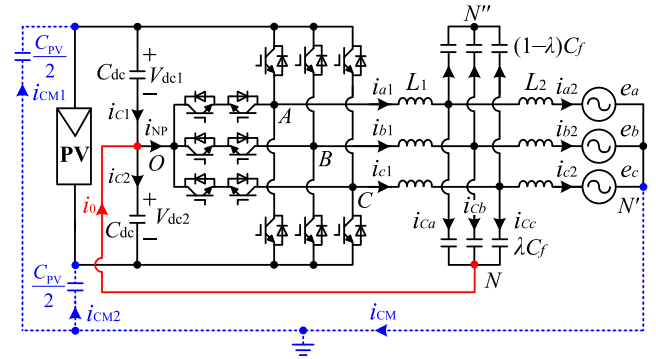 N″
C_PV/2
+
C_dc
V_dc1
−
(1−λ)C_f
i_CM1
i_C1
i_NP
A
i_a1
L_1
L_2
i_a2
e_a
PV
O
B
i_b1
i_b2
e_b
i_C2
C
i_c1
i_c2
e_c
i_0
+
C_dc
V_dc2
−
i_Ca
i_Cb
i_Cc
N′
λC_f
C_PV/2
N
i_CM2
i_CM